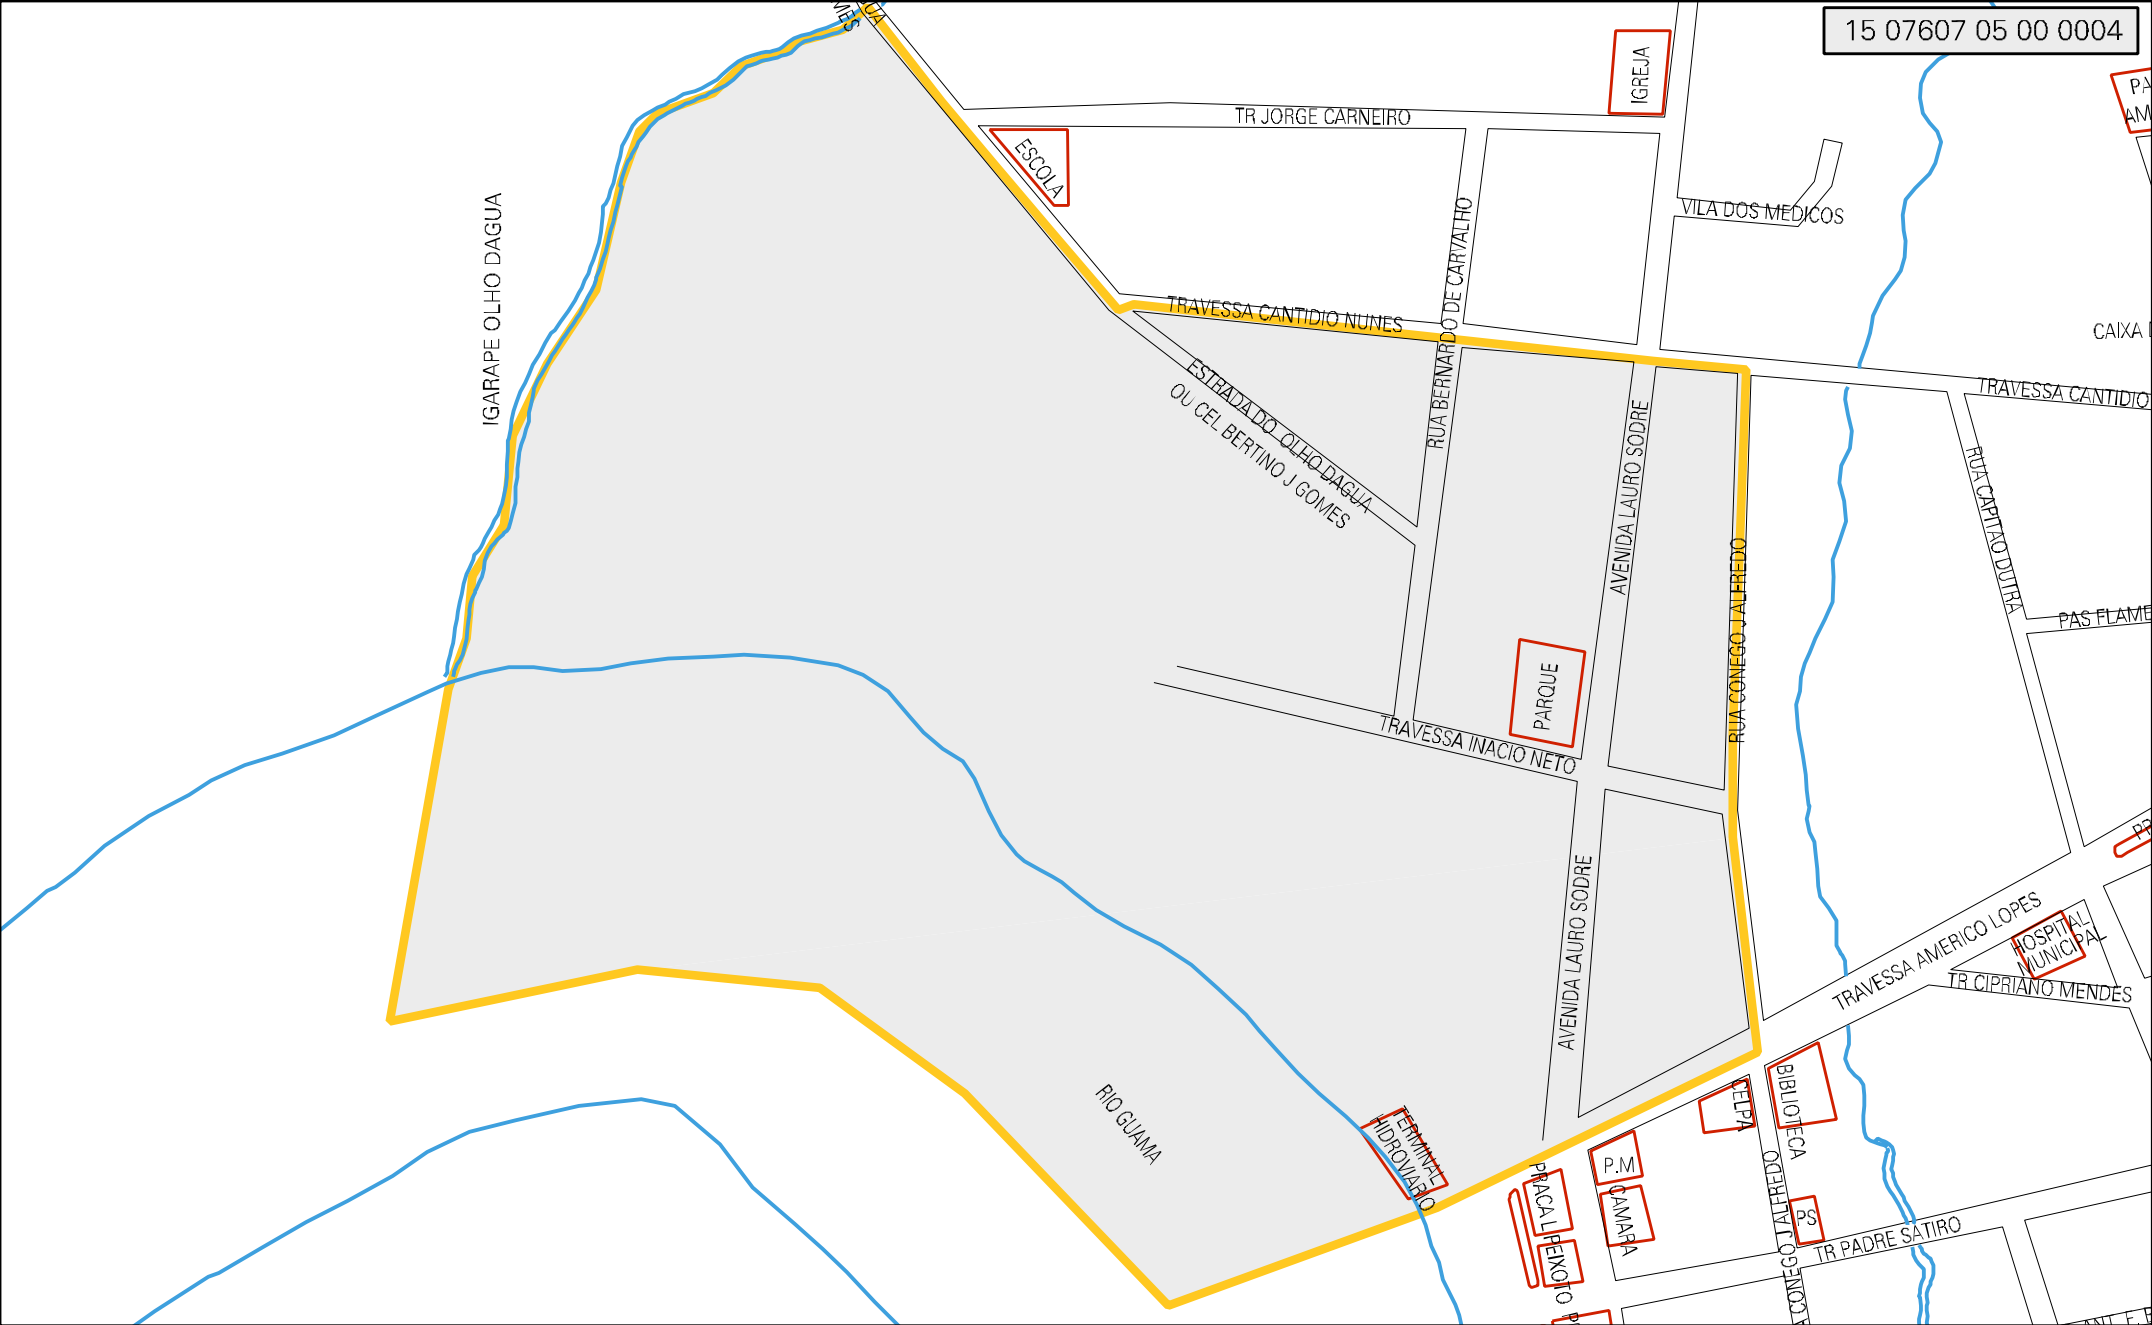 15 07607 05 00 0004
IGREJA
TR JORGE CARNEIRO
ESCOLA
VILA DOS MEDICOS
IGARAPE OLHO DAGUA
RUA BERNARDO DE CARVALHO
TRAVESSA CANTIDIO NUNES
CAIXA
TRAVESSA CANTIDIO
ESTRADA DO OLHO DAGUA
OU CEL BERTINO J GOMES
AVENIDA LAURO SODRE
RUA CAPITAO DUTRA
RUA CONEGO J ALFREDO
PAS FLAME
PARQUE
TRAVESSA INACIO NETO
AVENIDA LAURO SODRE
TRAVESSA AMERICO LOPES
HOSPITAL
MUNICIPAL
TR CIPRIANO MENDES
RIO GUAMA
TERMINAL
HIDROVIARIO
CELPA
BIBLIOTECA
P.M
CAMARA
PRACA L PEIXOTO
PS
TR PADRE SATIRO
A CONEGO J ALFREDO